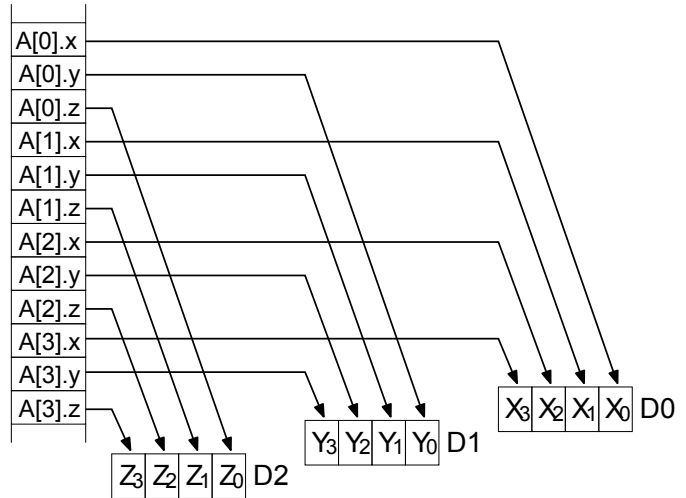 A[0].x
A[0].y
A[0].z
A[1].x
A[1].y
A[1].z
A[2].x
A[2].y
A[2].z
A[3].x
A[3].y
A[3].z
X₃ X₂ X₁ X₀ D0
Y₃ Y₂ Y₁ Y₀ D1
Z₃ Z₂ Z₁ Z₀ D2